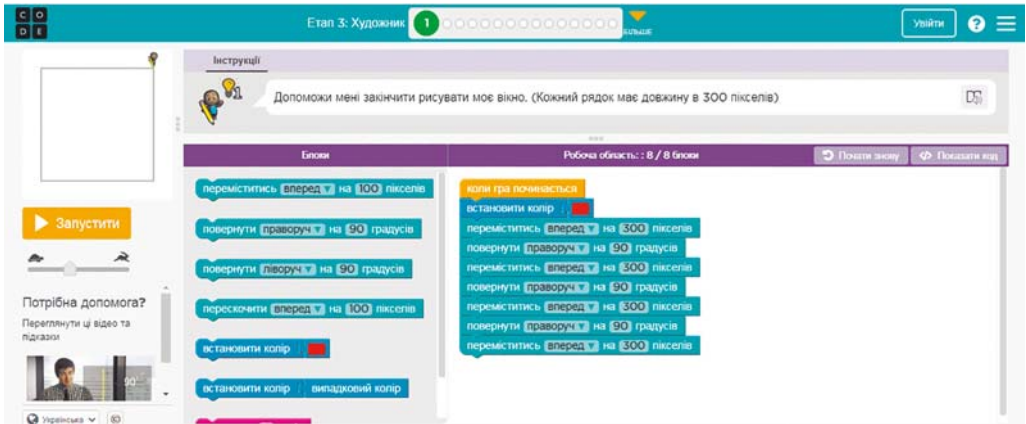 C O
D E
Етап 3: Художник
1
БІЛЬШЕ
Увійти
?
Інструкції
Допоможи мені закінчити рисувати моє вікно. (Кожний рядок має довжину в 300 пікселів)
Блоки
Робоча область: : 8 / 8 блоки
Почати знову
Показати код
Запустити
Потрібна допомога?
Переглянути ці відео та
підказки
90°
Українська
переміститись вперед на 100 пікселів
повернути праворуч на 90 градусів
повернути ліворуч на 90 градусів
перескочити вперед на 100 пікселів
встановити колір
встановити колір випадковий колір
коли гра починається
встановити колір
переміститись вперед на 300 пікселів
повернути праворуч на 90 градусів
переміститись вперед на 300 пікселів
повернути праворуч на 90 градусів
переміститись вперед на 300 пікселів
повернути праворуч на 90 градусів
переміститись вперед на 300 пікселів